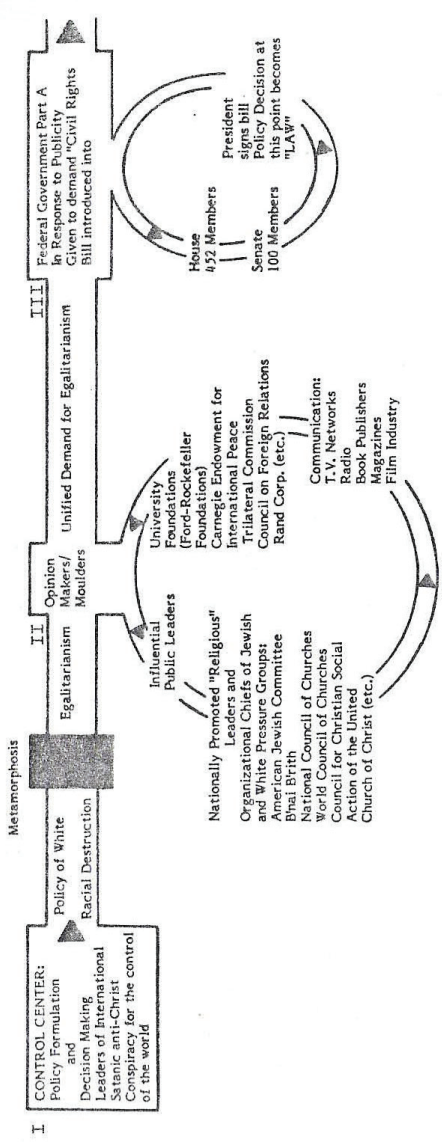 I
CONTROL CENTER:
Policy Formulation
and
Decision Making
Leaders of International
Satanic anti-Christ
Conspiracy for the control
of the world
Policy of White
Racial Destruction
Metamorphosis
II
Egalitarianism
Opinion
Makers/
Moulders
Influential
Public Leaders
Nationally Promoted "Religious"
Leaders and
Organizational Chiefs of Jewish
and White Pressure Groups:
American Jewish Committee
B'nai B'rith
National Council of Churches
World Council of Churches
Council for Christian Social
Action of the United
Church of Christ (etc.)
University
Foundations
(Ford-Rockefeller
Foundations)
Carnegie Endowment for
International Peace
Trilateral Commission
Council on Foreign Relations
Rand Corp. (etc.)
Communication:
T.V. Networks
Radio
Book Publishers
Magazines
Film Industry
Unified Demand for Egalitarianism
III
Federal Government Part A
In Response to Publicity
Given to demand "Civil Rights
Bill introduced into
House
452 Members
Senate
100 Members
President
signs bill
Policy Decision at
this point becomes
"LAW"